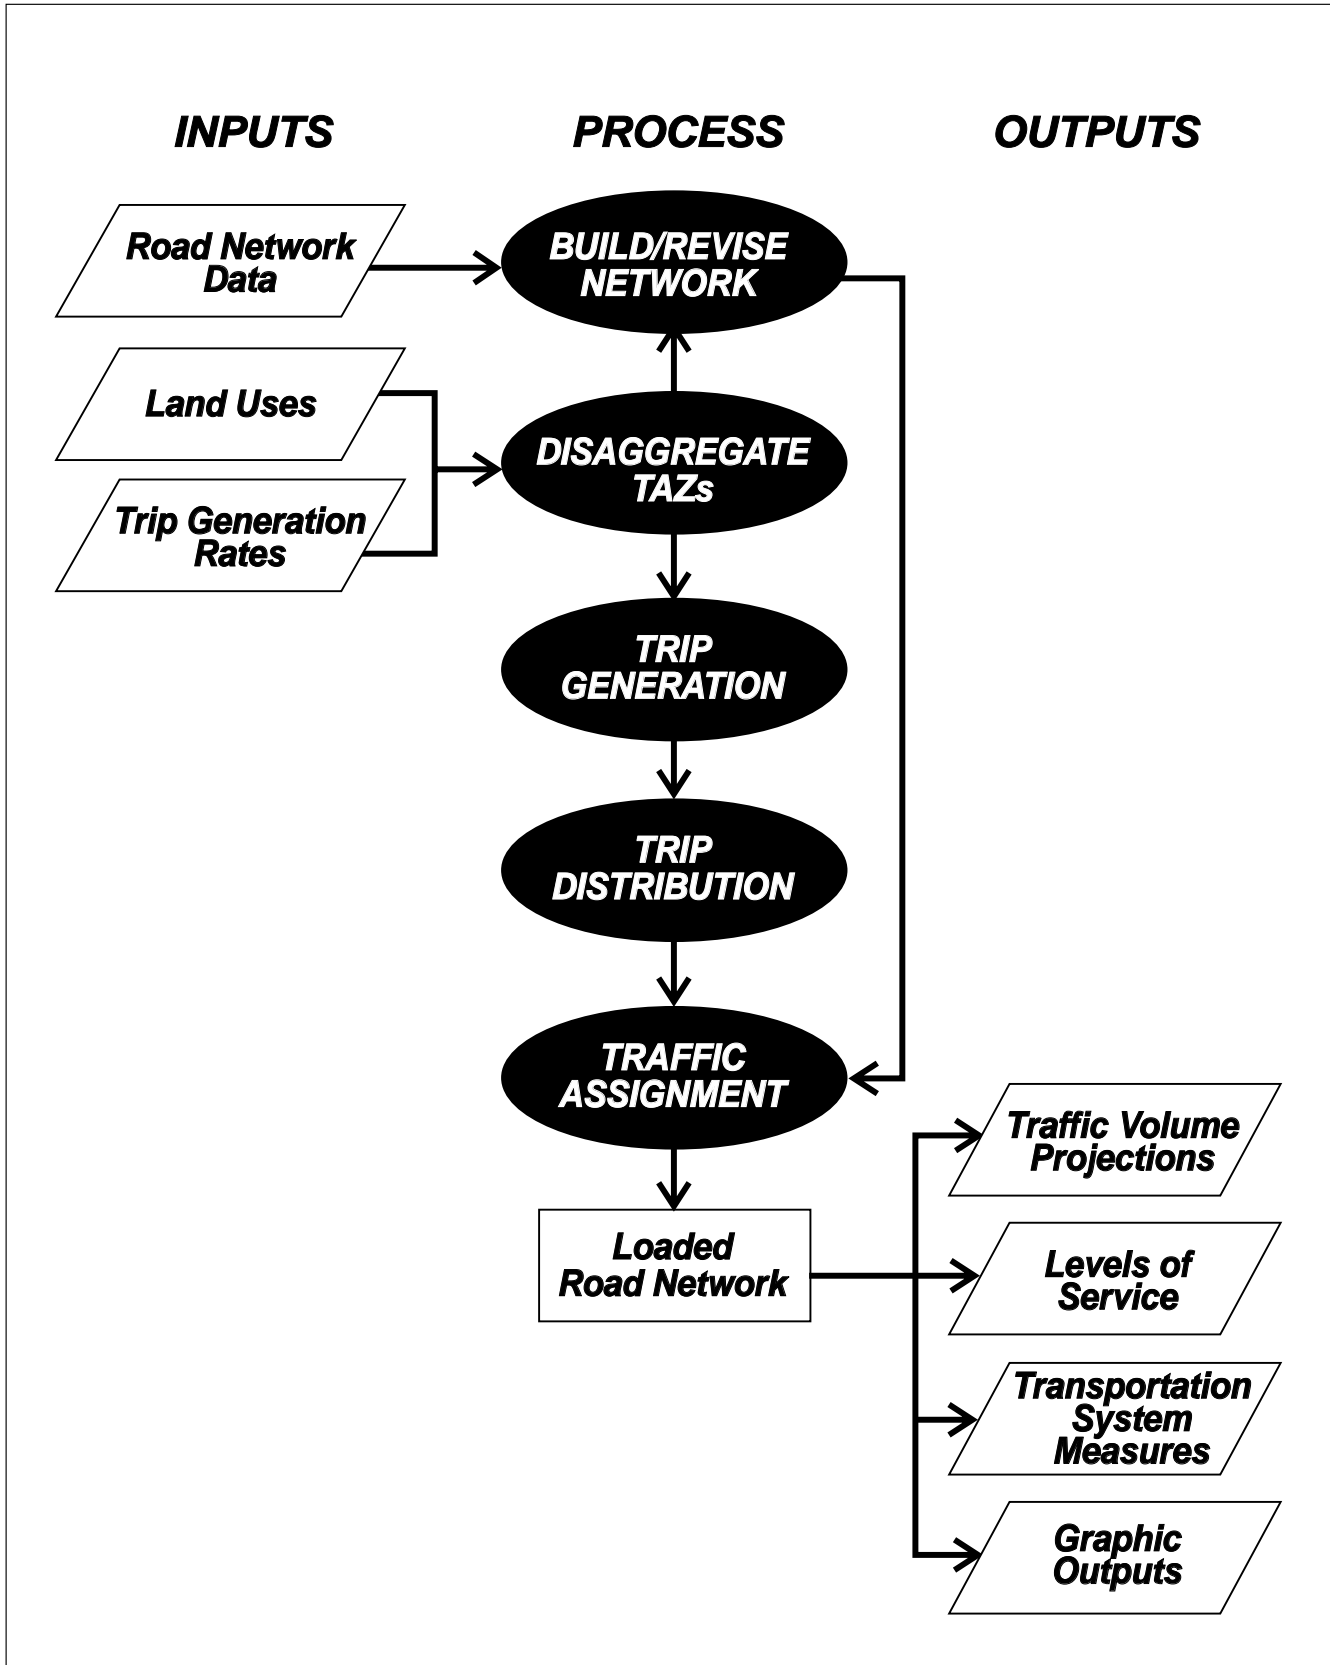 INPUTS
PROCESS
OUTPUTS
Road Network
Data
BUILD/REVISE
NETWORK
Land Uses
DISAGGREGATE
TAZs
Trip Generation
Rates
TRIP
GENERATION
TRIP
DISTRIBUTION
TRAFFIC
ASSIGNMENT
Loaded
Road Network
Traffic Volume
Projections
Levels of
Service
Transportation
System
Measures
Graphic
Outputs